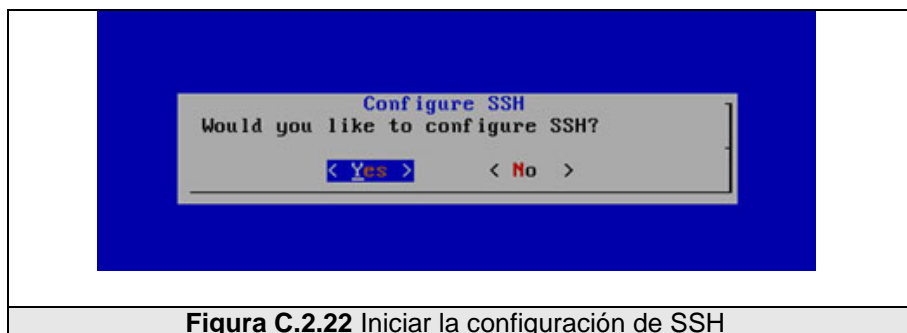 Configure SSH
Would you like to configure SSH?
< Yes > < No >
Figura C.2.22 Iniciar la configuración de SSH